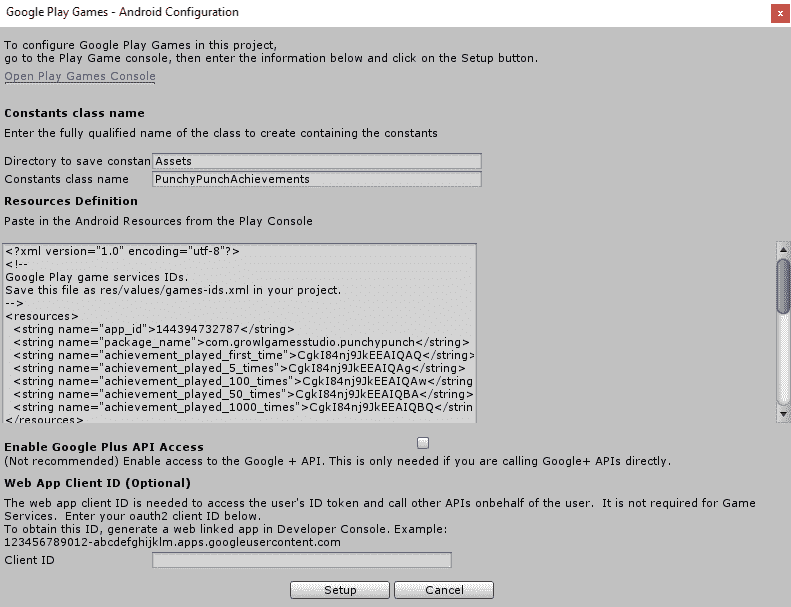 Google Play Games - Android Configuration
x
To configure Google Play Games in this project,
go to the Play Game console, then enter the information below and click on the Setup button.
Open Play Games Console
Constants class name
Enter the fully qualified name of the class to create containing the constants
Directory to save constan Assets
Constants class name PunchyPunchAchievements
Resources Definition
Paste in the Android Resources from the Play Console
<?xml version="1.0" encoding="utf-8"?>
<!--
Google Play game services IDs.
Save this file as res/values/games-ids.xml in your project.
-->
<resources>
<string name="app_id">144394732787</string>
<string name="package_name">com.growlgamesstudio.punchypunch</string>
<string name="achievement_played_first_time">CgkI84nj9JkEEAIQAQ</string>
<string name="achievement_played_5_times">CgkI84nj9JkEEAIQAg</string>
<string name="achievement_played_100_times">CgkI84nj9JkEEAIQAw</string
<string name="achievement_played_50_times">CgkI84nj9JkEEAIQBA</string>
<string name="achievement_played_1000_times">CgkI84nj9JkEEAIQBQ</strin
</resources>
Enable Google Plus API Access
(Not recommended) Enable access to the Google + API. This is only needed if you are calling Google+ APIs directly.
Web App Client ID (Optional)
The web app client ID is needed to access the user's ID token and call other APIs onbehalf of the user. It is not required for Game
Services. Enter your oauth2 client ID below.
To obtain this ID, generate a web linked app in Developer Console. Example:
123456789012-abcdefghijklm.apps.googleusercontent.com
Client ID
Setup Cancel